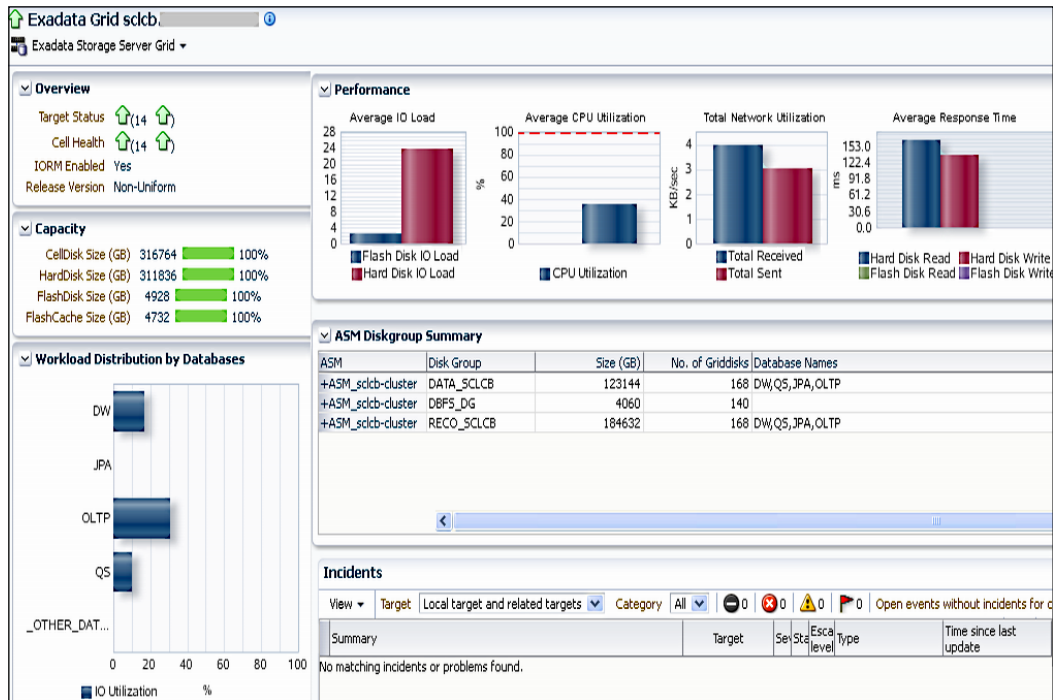 Exadata Grid sclcb.
Exadata Storage Server Grid
Overview
Target Status (14 )
Cell Health (14 )
IORM Enabled Yes
Release Version Non-Uniform
Capacity
CellDisk Size (GB) 316764 100%
HardDisk Size (GB) 311836 100%
FlashDisk Size (GB) 4928 100%
FlashCache Size (GB) 4732 100%
Workload Distribution by Databases
DW
JPA
OLTP
QS
_OTHER_DAT...
0 20 40 60 80 100
IO Utilization %
Performance
Average IO Load
28
24
20
16
12
8
4
0
Flash Disk IO Load
Hard Disk IO Load
Average CPU Utilization
100
80
60
40
20
0
%
CPU Utilization
Total Network Utilization
4
3
2
1
0
KB/sec
Total Received
Total Sent
Average Response Time
153.0
122.4
91.8
61.2
30.6
0.0
ms
Hard Disk Read Hard Disk Write
Flash Disk Read Flash Disk Write
ASM Diskgroup Summary
ASM Disk Group Size (GB) No. of Griddisks Database Names
+ASM_sclcb-cluster DATA_SCLCB 123144 168 DW,QS,JPA,OLTP
+ASM_sclcb-cluster DBFS_DG 4060 140
+ASM_sclcb-cluster RECO_SCLCB 184632 168 DW,QS,JPA,OLTP
Incidents
View Target Local target and related targets Category All 0 0 0 0 Open events without incidents for
Summary Target Sev Sta Esca level Type Time since last update
No matching incidents or problems found.